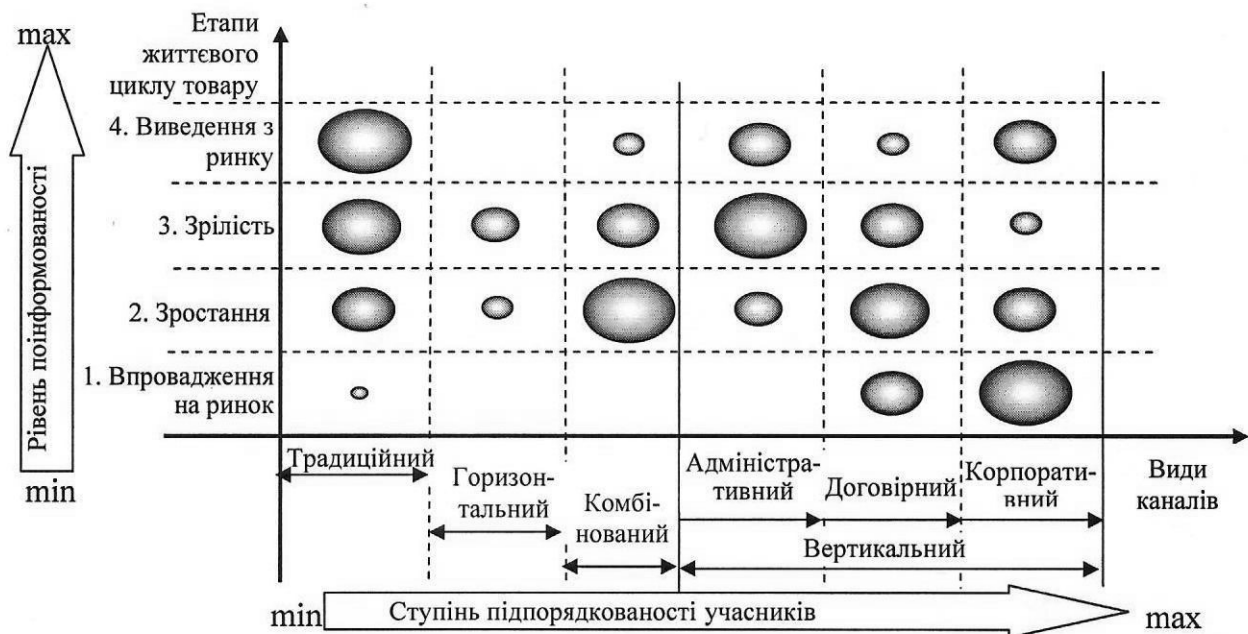 max
Рівень поінформованості
min
Етапи
життєвого
циклу товару
4. Виведення з
ринку
3. Зрілість
2. Зростання
1. Впровадження
на ринок
Традиційний
Горизон-
тальний
Комбі-
нований
Адміністра-
тивний
Договірний
Корпорати-
вний
Вертикальний
Види
каналів
min
Ступінь підпорядкованості учасників
max